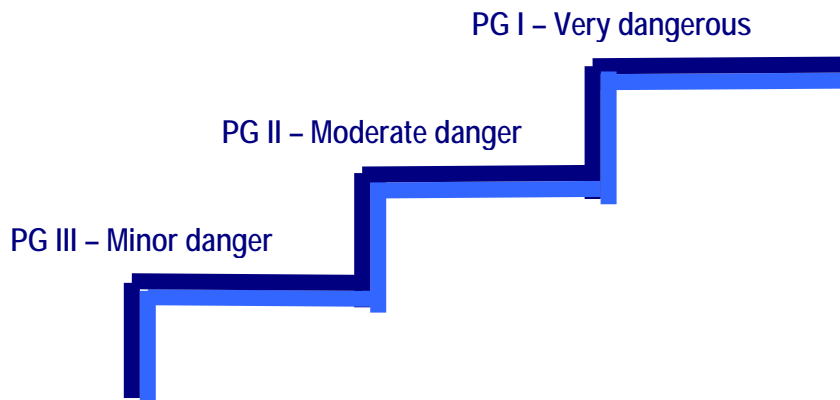 PG I – Very dangerous
PG II – Moderate danger
PG III – Minor danger